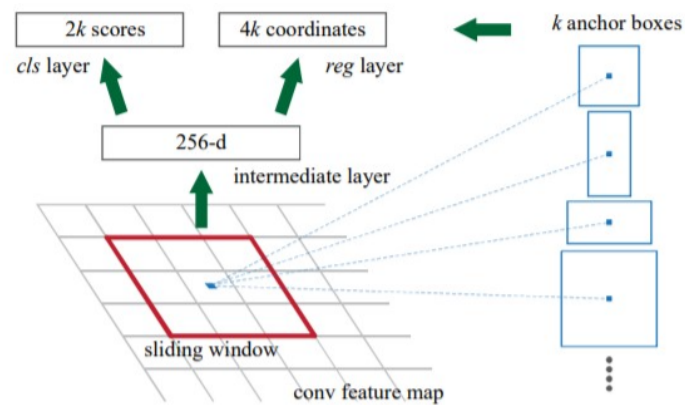 2k scores
4k coordinates
k anchor boxes
cls layer
reg layer
256-d
intermediate layer
sliding window
conv feature map